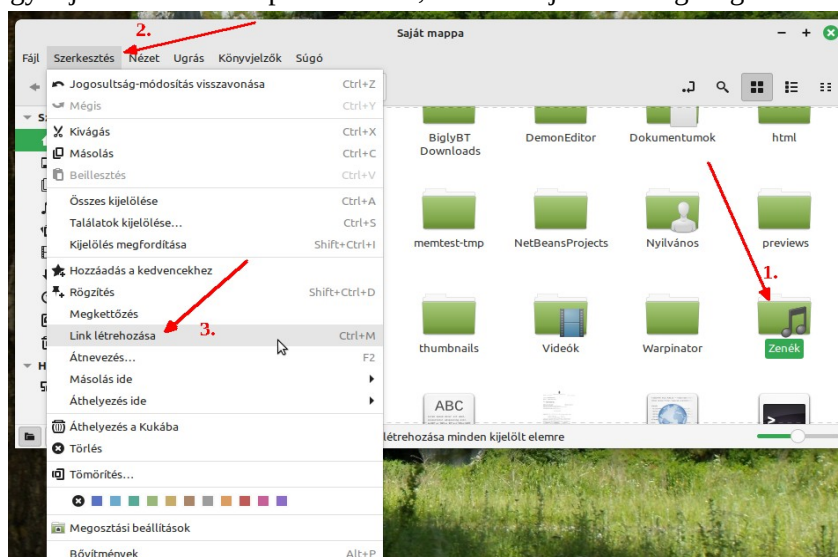 2.
Saját mappa
Fájl Szerkesztés Nézet Ugrás Könyvjelzők Súgó
Jogosultság-módosítás visszavonása Ctrl+Z
Mégis Ctrl+Y
Kivágás Ctrl+X
Másolás Ctrl+C
Beillesztés Ctrl+V
Összes kijelölése Ctrl+A
Találatok kijelölése... Ctrl+S
Kijelölés megfordítása Shift+Ctrl+I
Hozzáadás a kedvencekhez
Rögzítés Shift+Ctrl+D
Megkettőzés
Link létrehozása Ctrl+M
3.
Átnevezés... F2
Másolás ide
Áthelyezés ide
Áthelyezés a Kukába
Törlés
Tömörítés...
Megosztási beállítások
Bővítmények Alt+P
BiglyBT Downloads
DemonEditor
Dokumentumok
html
memtest-tmp
NetBeansProjects
Nyilvános
previews
1.
thumbnails
Videók
Warpinator
Zenék
ABC
létrehozása minden kijelölt elemre